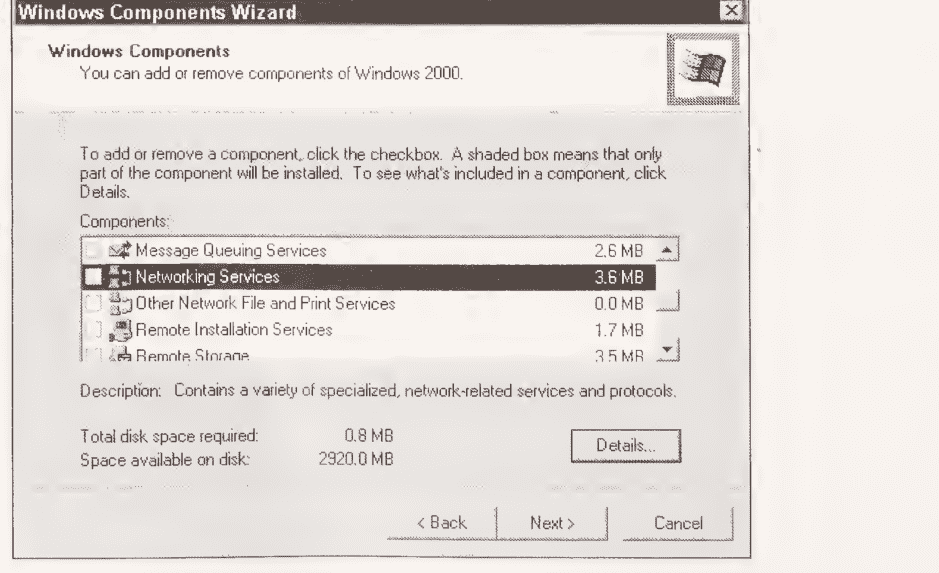 Windows Components Wizard
Windows Components
You can add or remove components of Windows 2000.
To add or remove a component, click the checkbox. A shaded box means that only
part of the component will be installed. To see what's included in a component, click
Details.
Components:
Message Queuing Services 2.6 MB
Networking Services 3.6 MB
Other Network File and Print Services 0.0 MB
Remote Installation Services 1.7 MB
Remote Storage 3.5 MB
Description: Contains a variety of specialized, network-related services and protocols.
Total disk space required: 0.8 MB
Space available on disk: 2920.0 MB
Details...
< Back Next > Cancel